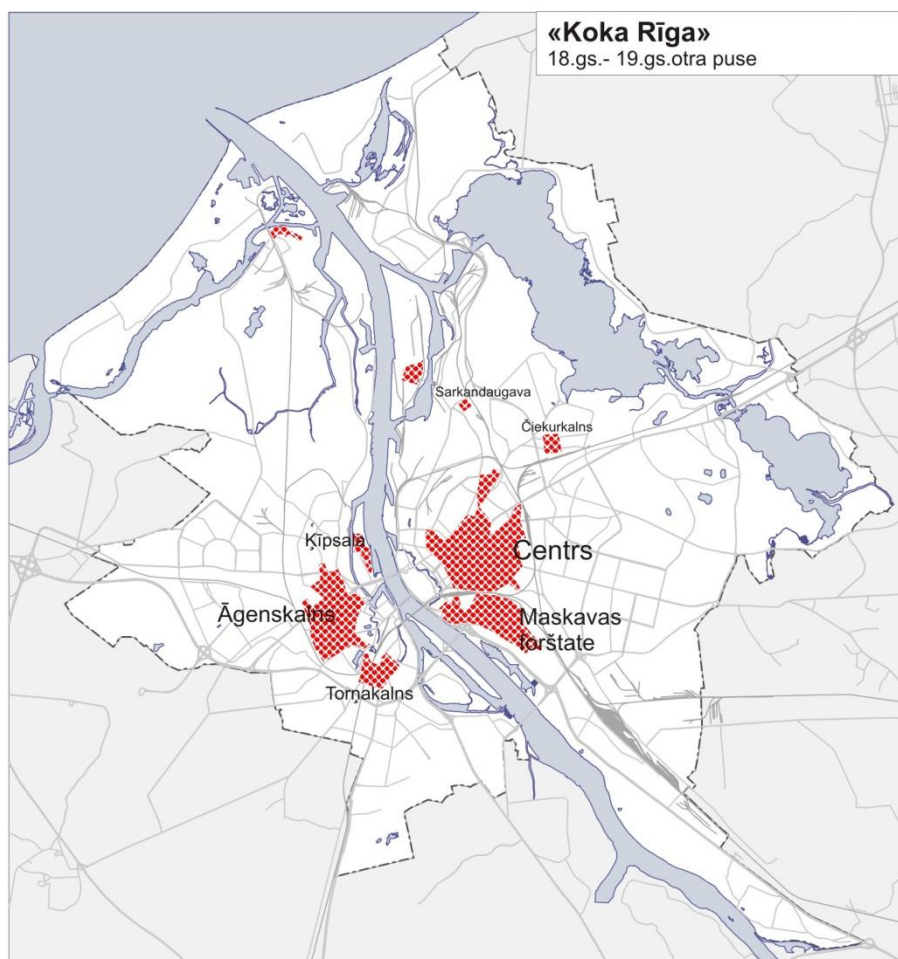 «Koka Rīga»
18.gs.- 19.gs.otra puse
Sarkandaugava
Čiekurkalns
Ķīpsala
Centrs
Āgenskalns
Maskavas
forštate
Torņakalns